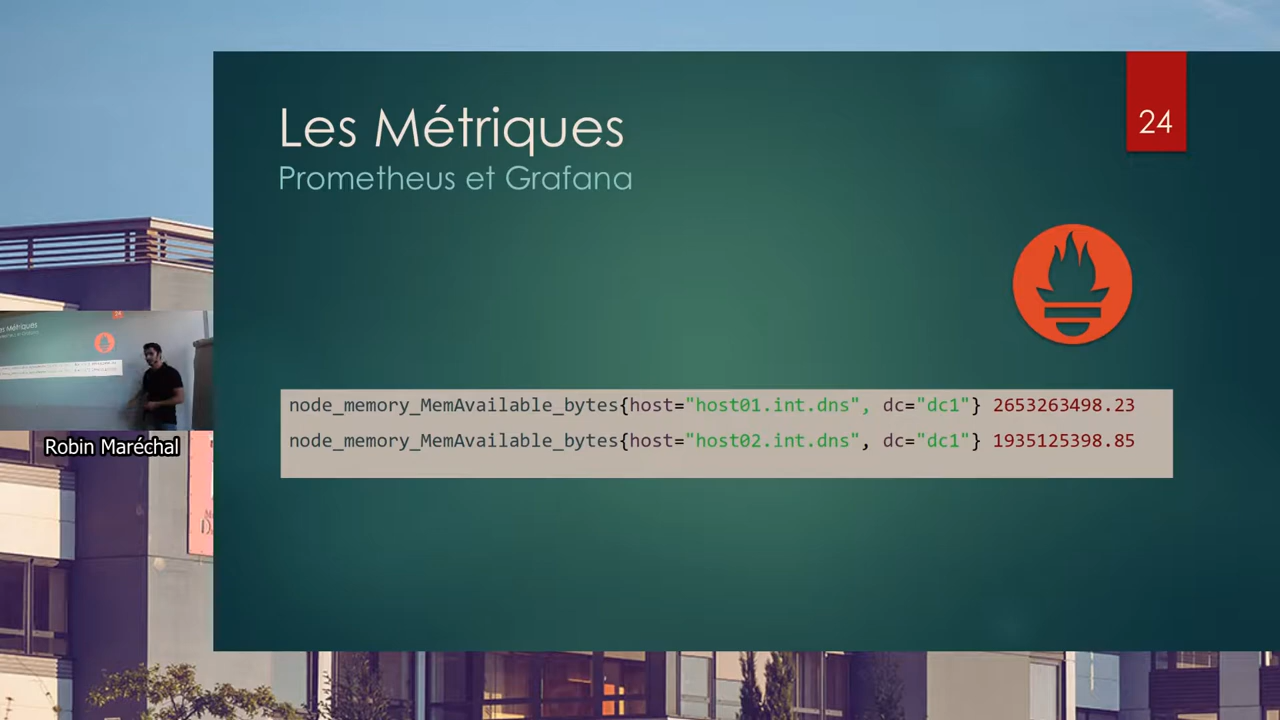 Les Métriques
24
Prometheus et Grafana
node_memory_MemAvailable_bytes{host="host01.int.dns", dc="dc1"} 2653263498.23
node_memory_MemAvailable_bytes{host="host02.int.dns", dc="dc1"} 1935125398.85
Robin Maréchal